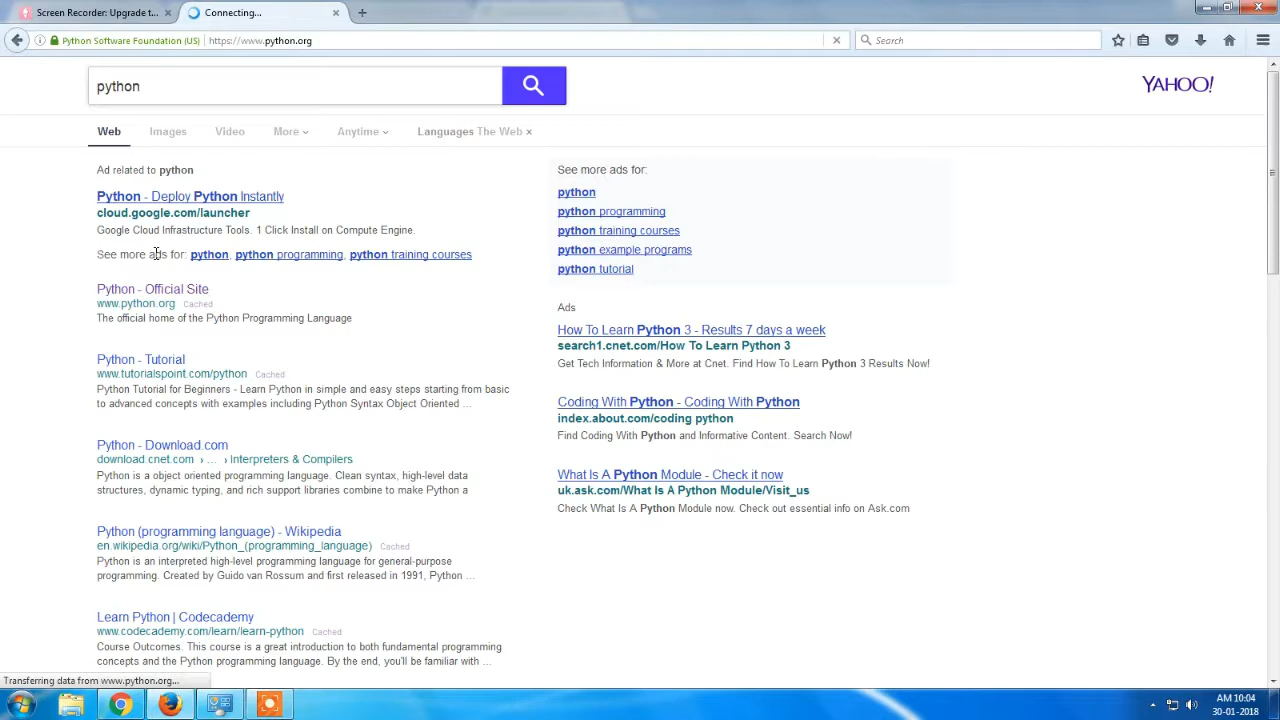 Screen Recorder: Upgrade t...
Connecting...
Python Software Foundation (US)
https://www.python.org
Search
python
YAHOO!
Web
Images
Video
More
Anytime
Languages The Web ×
Ad related to python
Python - Deploy Python Instantly
cloud.google.com/launcher
Google Cloud Infrastructure Tools. 1 Click Install on Compute Engine.
See more ads for: python, python programming, python training courses
Python - Official Site
www.python.org Cached
The official home of the Python Programming Language
Python - Tutorial
www.tutorialspoint.com/python Cached
Python Tutorial for Beginners - Learn Python in simple and easy steps starting from basic
to advanced concepts with examples including Python Syntax Object Oriented ...
Python - Download.com
download.cnet.com › ... › Interpreters & Compilers
Python is a object oriented programming language. Clean syntax, high-level data
structures, dynamic typing, and rich support libraries combine to make Python a
Python (programming language) - Wikipedia
en.wikipedia.org/wiki/Python_(programming_language) Cached
Python is an interpreted high-level programming language for general-purpose
programming. Created by Guido van Rossum and first released in 1991, Python ...
Learn Python | Codecademy
www.codecademy.com/learn/learn-python Cached
Course Outcomes. This course is a great introduction to both fundamental programming
concepts and the Python programming language. By the end, you'll be familiar with ...
See more ads for:
python
python programming
python training courses
python example programs
python tutorial
Ads
How To Learn Python 3 - Results 7 days a week
search1.cnet.com/How To Learn Python 3
Get Tech Information & More at Cnet. Find How To Learn Python 3 Results Now!
Coding With Python - Coding With Python
index.about.com/coding python
Find Coding With Python and Informative Content. Search Now!
What Is A Python Module - Check it now
uk.ask.com/What Is A Python Module/Visit_us
Check What Is A Python Module now. Check out essential info on Ask.com
Transferring data from www.python.org...
AM 10:04
30-01-2018